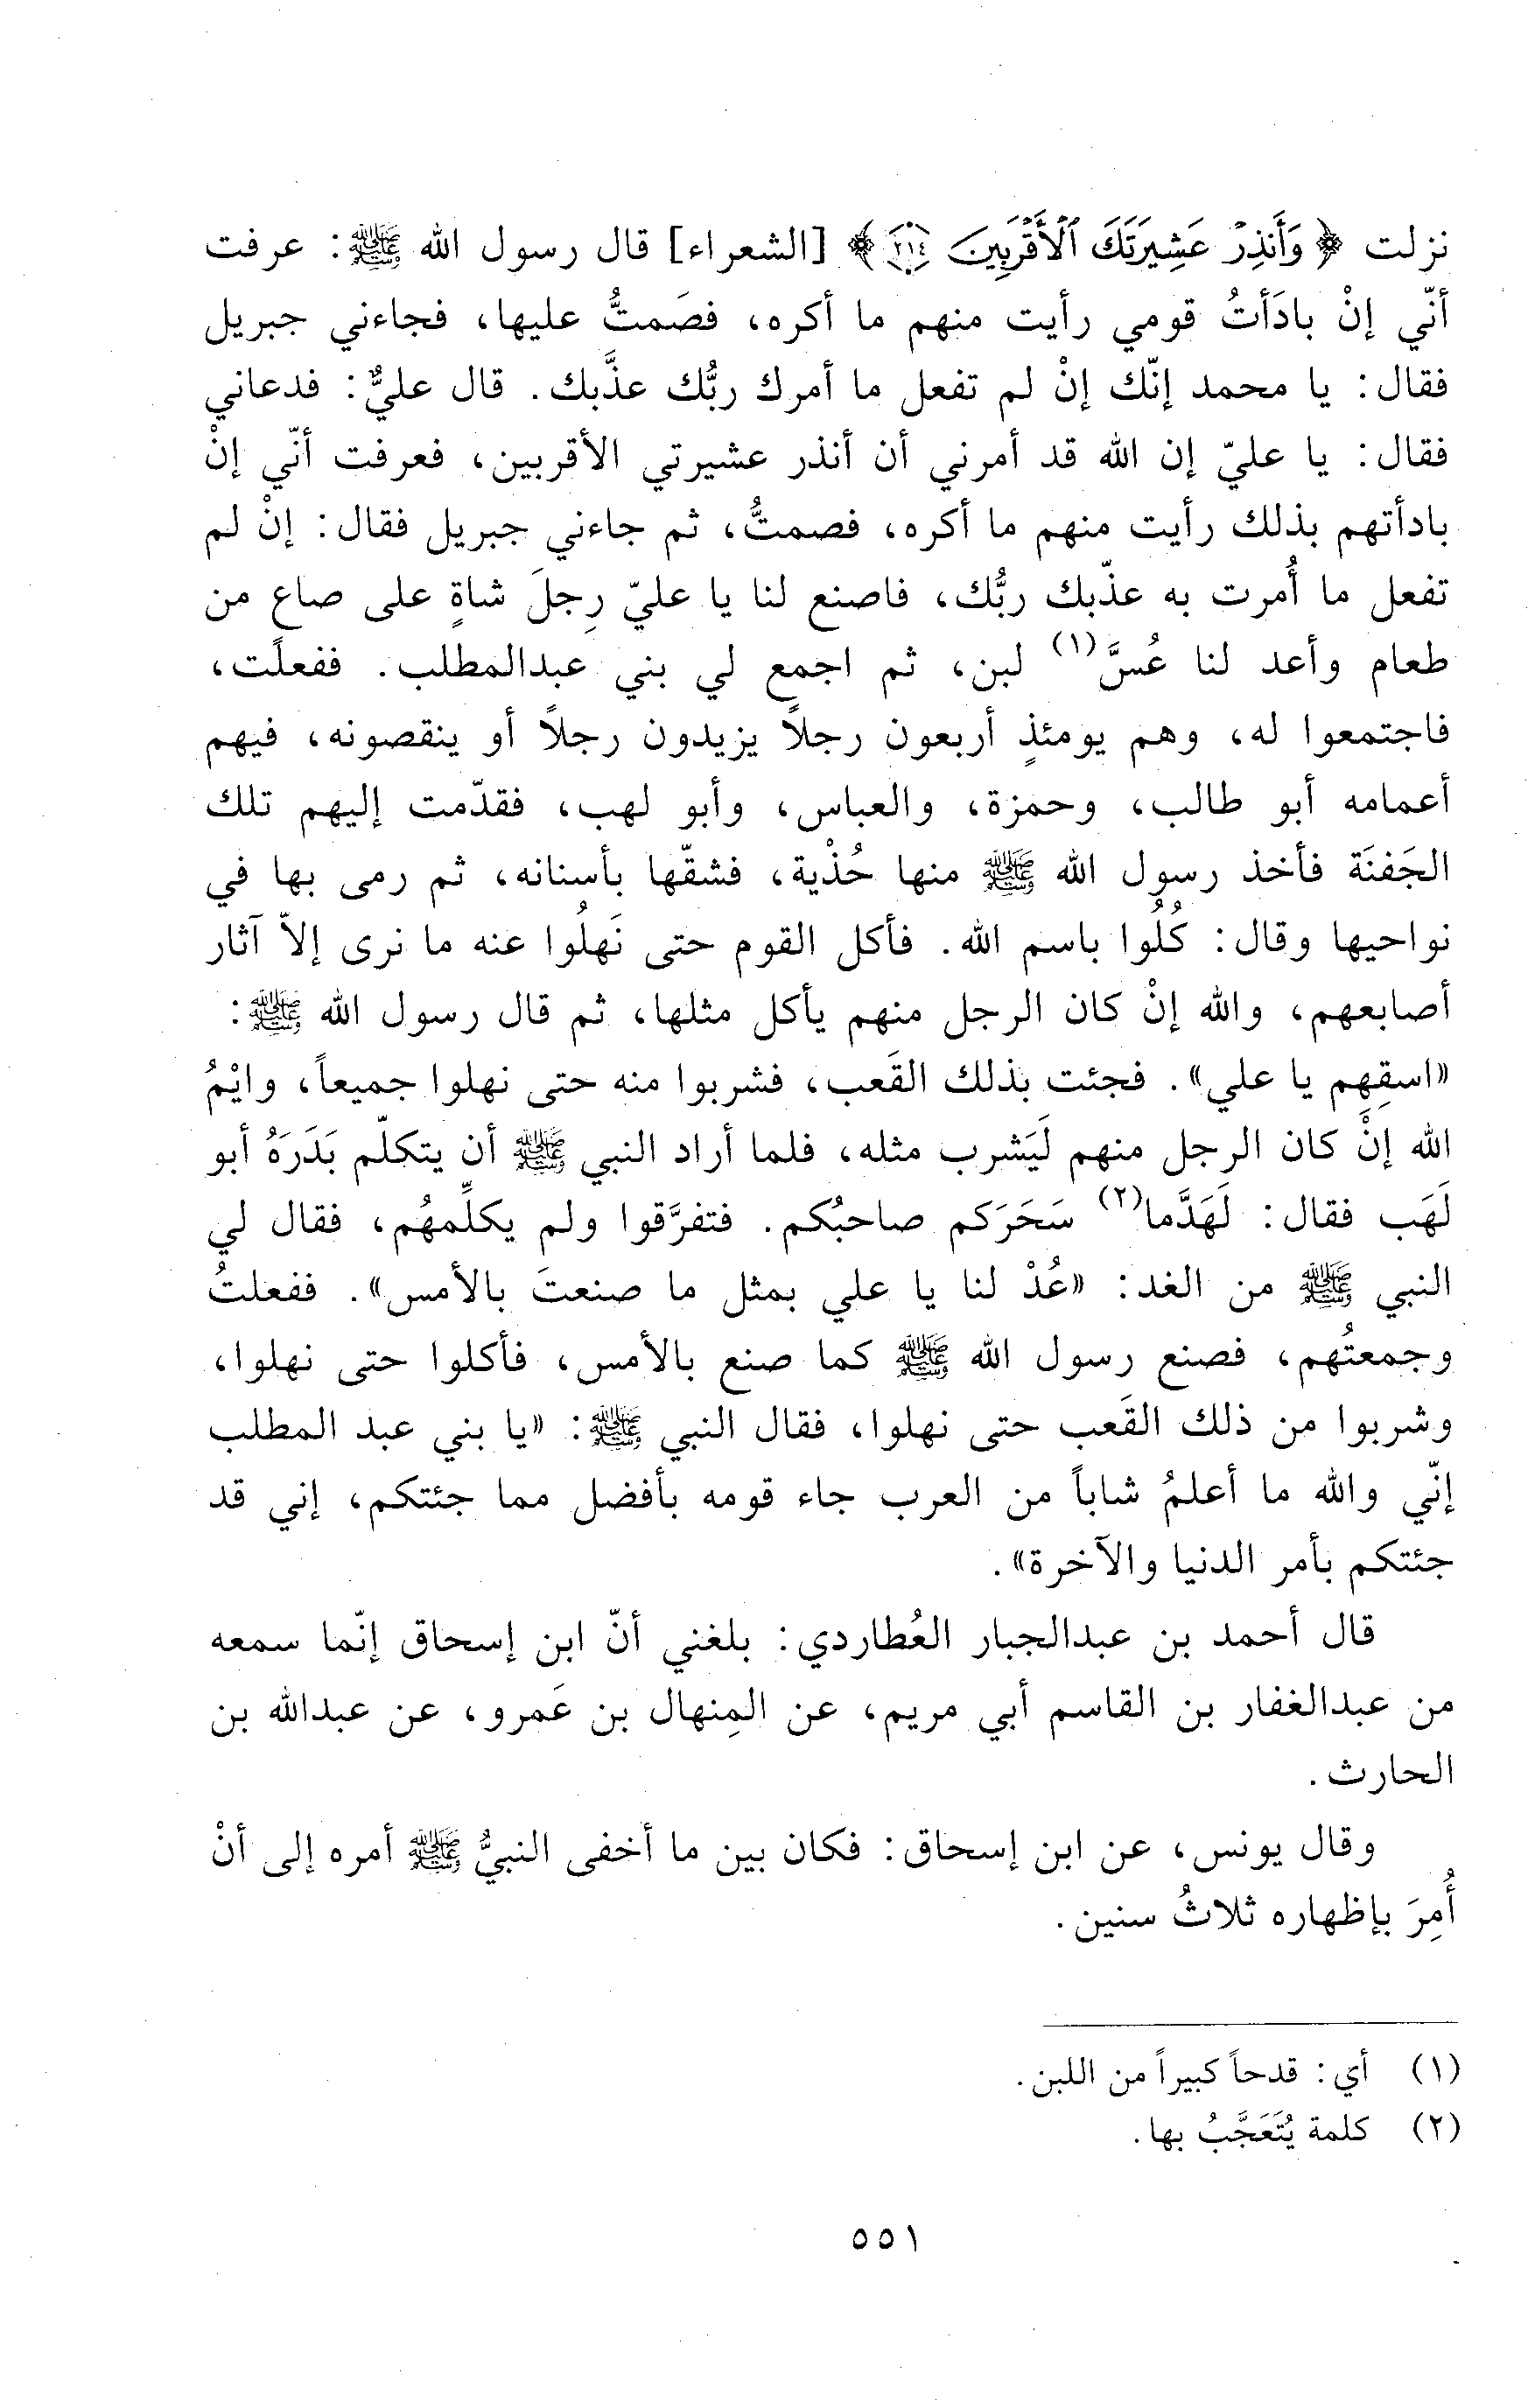 نزلت ﴿ وَأَنذِرْ عَشِيرَتَكَ ٱلْأَقْرَبِينَ ۝٢١٤ ﴾ [الشعراء] قال رسول الله ﷺ: عرفت
أنّي إنْ بادَأتُ قومي رأيت منهم ما أكره، فصَمتُّ عليها، فجاءني جبريل
فقال: يا محمد إنّك إنْ لم تفعل ما أمرك ربُّك عذَّبك. قال عليٌّ: فدعاني
فقال: يا عليّ إن الله قد أمرني أن أنذر عشيرتي الأقربين، فعرفت أنّي إنْ
بادأتهم بذلك رأيت منهم ما أكره، فصمتُّ، ثم جاءني جبريل فقال: إنْ لم
تفعل ما أُمرت به عذّبك ربُّك، فاصنع لنا يا عليّ رِجلَ شاةٍ على صاع من
طعام وأعد لنا عُسَّ(١) لبن، ثم اجمع لي بني عبدالمطلب. ففعلت،
فاجتمعوا له، وهم يومئذٍ أربعون رجلاً يزيدون رجلاً أو ينقصونه، فيهم
أعمامه أبو طالب، وحمزة، والعباس، وأبو لهب، فقدّمت إليهم تلك
الجَفنَة فأخذ رسول الله ﷺ منها حُذْية، فشقّها بأسنانه، ثم رمى بها في
نواحيها وقال: كُلُوا باسم الله. فأكل القوم حتى نَهلُوا عنه ما نرى إلاّ آثار
أصابعهم، والله إنْ كان الرجل منهم يأكل مثلها، ثم قال رسول الله ﷺ:
«اسقِهم يا علي». فجئت بذلك القَعب، فشربوا منه حتى نهلوا جميعاً، وايْمُ
الله إنَّ كان الرجل منهم لَيَشرب مثله، فلما أراد النبي ﷺ أن يتكلّم بَدَرَهُ أبو
لَهَب فقال: لَهَدَّما(٢) سَحَرَكم صاحبُكم. فتفرَّقوا ولم يكلِّمهُم، فقال لي
النبي ﷺ من الغد: «عُدْ لنا يا علي بمثل ما صنعتَ بالأمس». ففعلتُ
وجمعتُهم، فصنع رسول الله ﷺ كما صنع بالأمس، فأكلوا حتى نهلوا،
وشربوا من ذلك القَعب حتى نهلوا، فقال النبي ﷺ: «يا بني عبد المطلب
إنّي والله ما أعلمُ شاباً من العرب جاء قومه بأفضل مما جئتكم، إني قد
جئتكم بأمر الدنيا والآخرة».
قال أحمد بن عبدالجبار العُطاردي: بلغني أنّ ابن إسحاق إنّما سمعه
من عبدالغفار بن القاسم أبي مريم، عن المِنهال بن عَمرو، عن عبدالله بن
الحارث.
وقال يونس، عن ابن إسحاق: فكان بين ما أخفى النبيُّ ﷺ أمره إلى أنْ
أُمِرَ بإظهاره ثلاثُ سنين.
(١) أي: قدحاً كبيراً من اللبن.
(٢) كلمة يُتَعَجَّبُ بها.
٥٥١